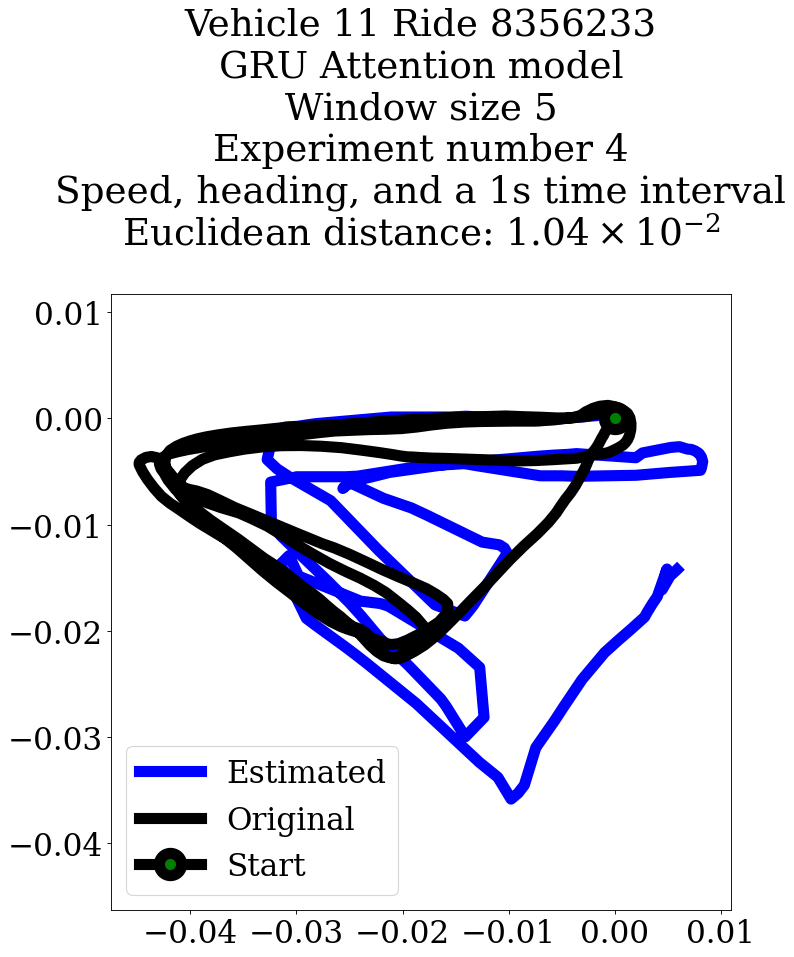 Vehicle 11 Ride 8356233
GRU Attention model
Window size 5
Experiment number 4
Speed, heading, and a 1s time interval
Euclidean distance: 1.04 × 10⁻²
0.01
0.00
−0.01
−0.02
−0.03
−0.04
Estimated
Original
Start
−0.04 −0.03 −0.02 −0.01 0.00 0.01